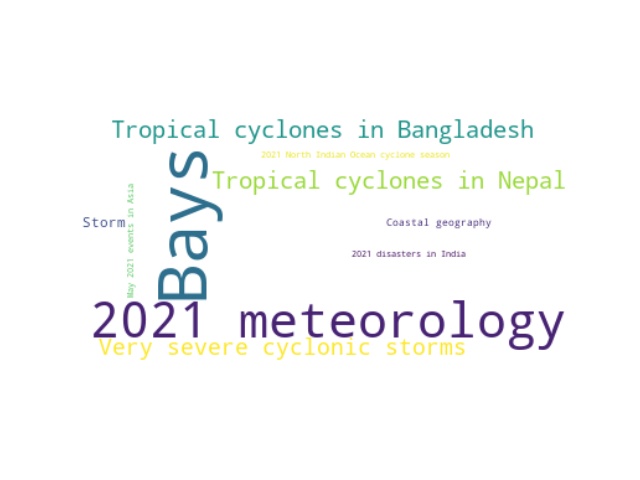 Tropical cyclones in Bangladesh
2021 North Indian Ocean cyclone season
Tropical cyclones in Nepal
Bays
May 2021 events in Asia
Storm
Coastal geography
2021 disasters in India
2021 meteorology
Very severe cyclonic storms